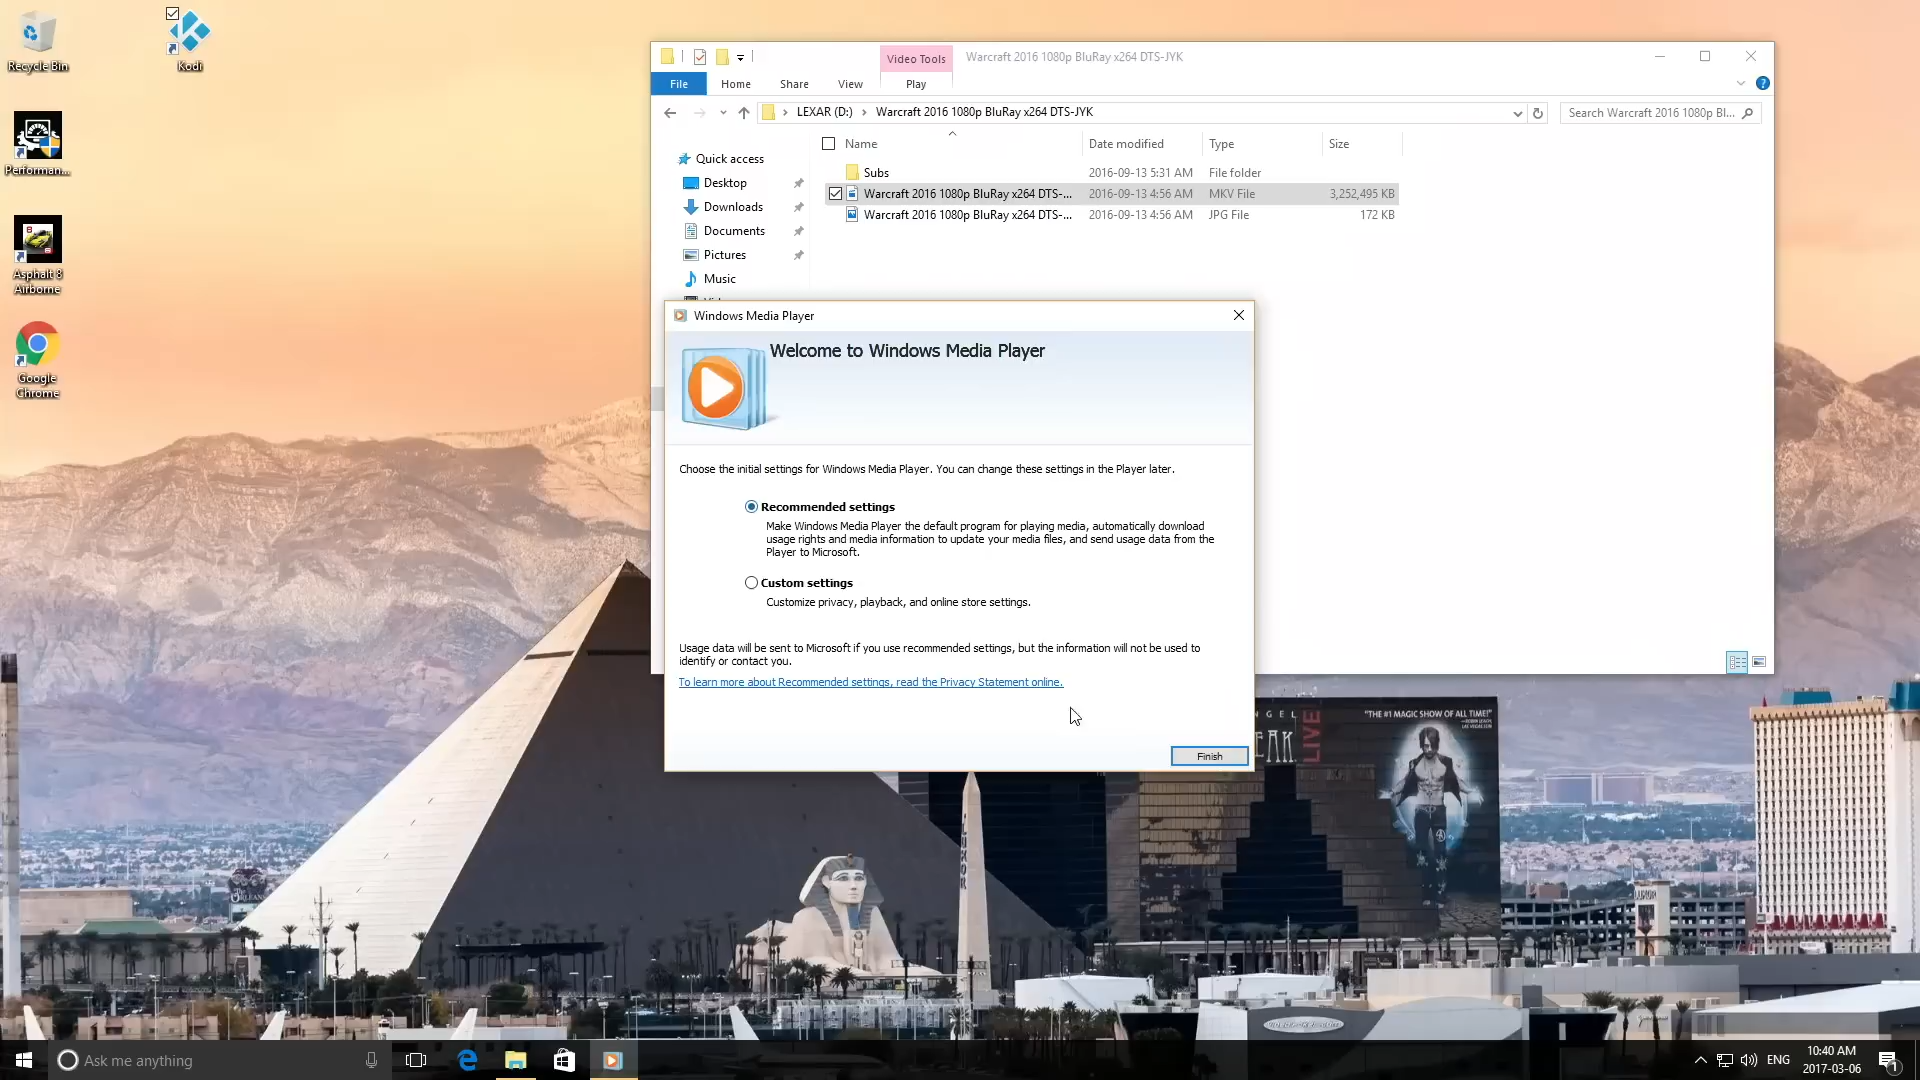 Recycle Bin
Kodi
Performan...
Asphalt 8
Airborne
Google
Chrome
Video Tools
Warcraft 2016 1080p BluRay x264 DTS-JYK
File
Home
Share
View
Play
LEXAR (D:)
Warcraft 2016 1080p BluRay x264 DTS-JYK
Search Warcraft 2016 1080p Bl...
Name
Date modified
Type
Size
Quick access
Desktop
Downloads
Documents
Pictures
Music
Subs
2016-09-13 5:31 AM
File folder
Warcraft 2016 1080p BluRay x264 DTS-...
2016-09-13 4:56 AM
MKV File
3,252,495 KB
Warcraft 2016 1080p BluRay x264 DTS-...
2016-09-13 4:56 AM
JPG File
172 KB
Windows Media Player
Welcome to Windows Media Player
Choose the initial settings for Windows Media Player. You can change these settings in the Player later.
Recommended settings
Make Windows Media Player the default program for playing media, automatically download
usage rights and media information to update your media files, and send usage data from the
Player to Microsoft.
Custom settings
Customize privacy, playback, and online store settings.
Usage data will be sent to Microsoft if you use recommended settings, but the information will not be used to
identify or contact you.
To learn more about Recommended settings, read the Privacy Statement online.
Finish
NGEL
EAK
LIVE
"THE #1 MAGIC SHOW OF ALL TIME!"
LUXOR
Ask me anything
ENG
10:40 AM
2017-03-06
1